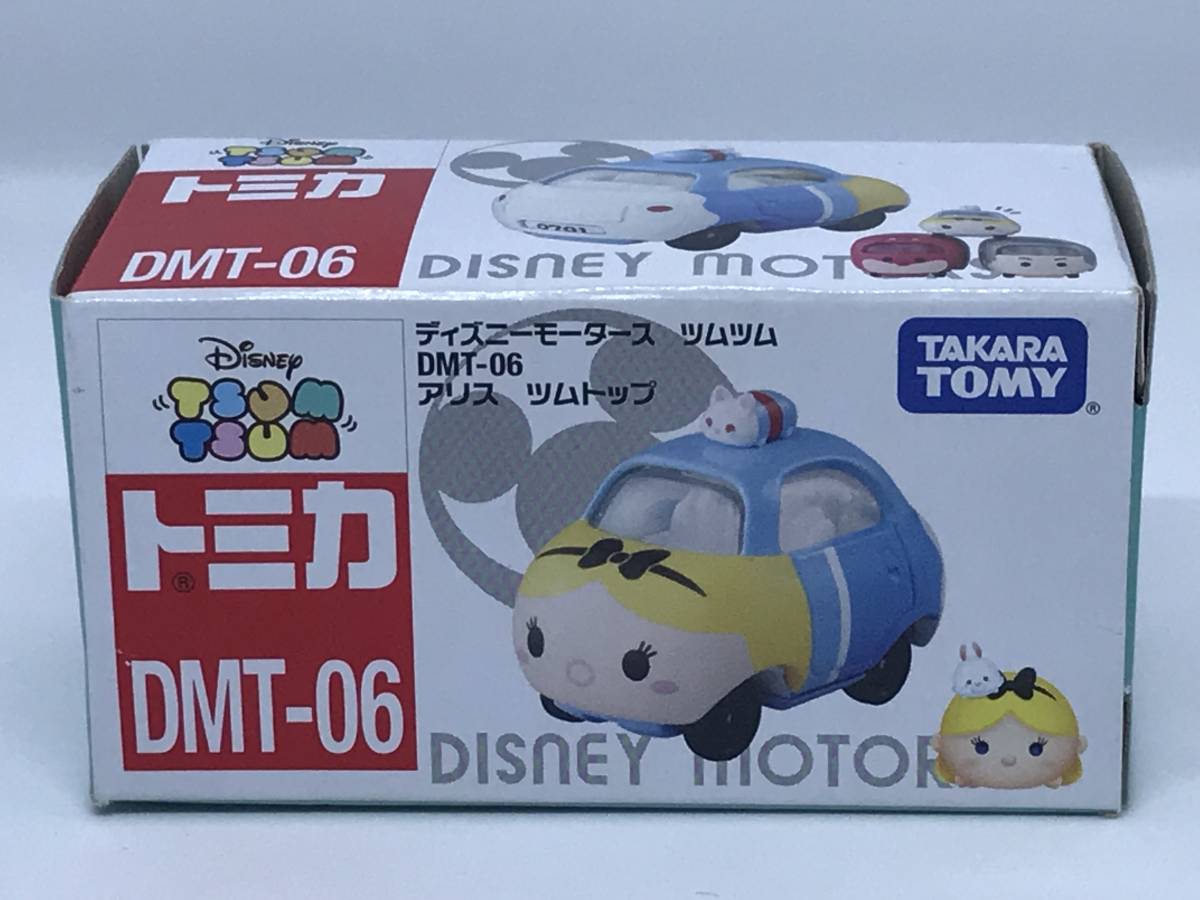 Disney
TSUM
TSUM
トミカ
DMT-06
0701
DISNEY MOTORS
Disney
TSUM
TSUM
トミカ
®
DMT-06
ディズニーモータース ツムツム
DMT-06
アリス ツムトップ
TAKARA
TOMY
®
DISNEY MOTORS